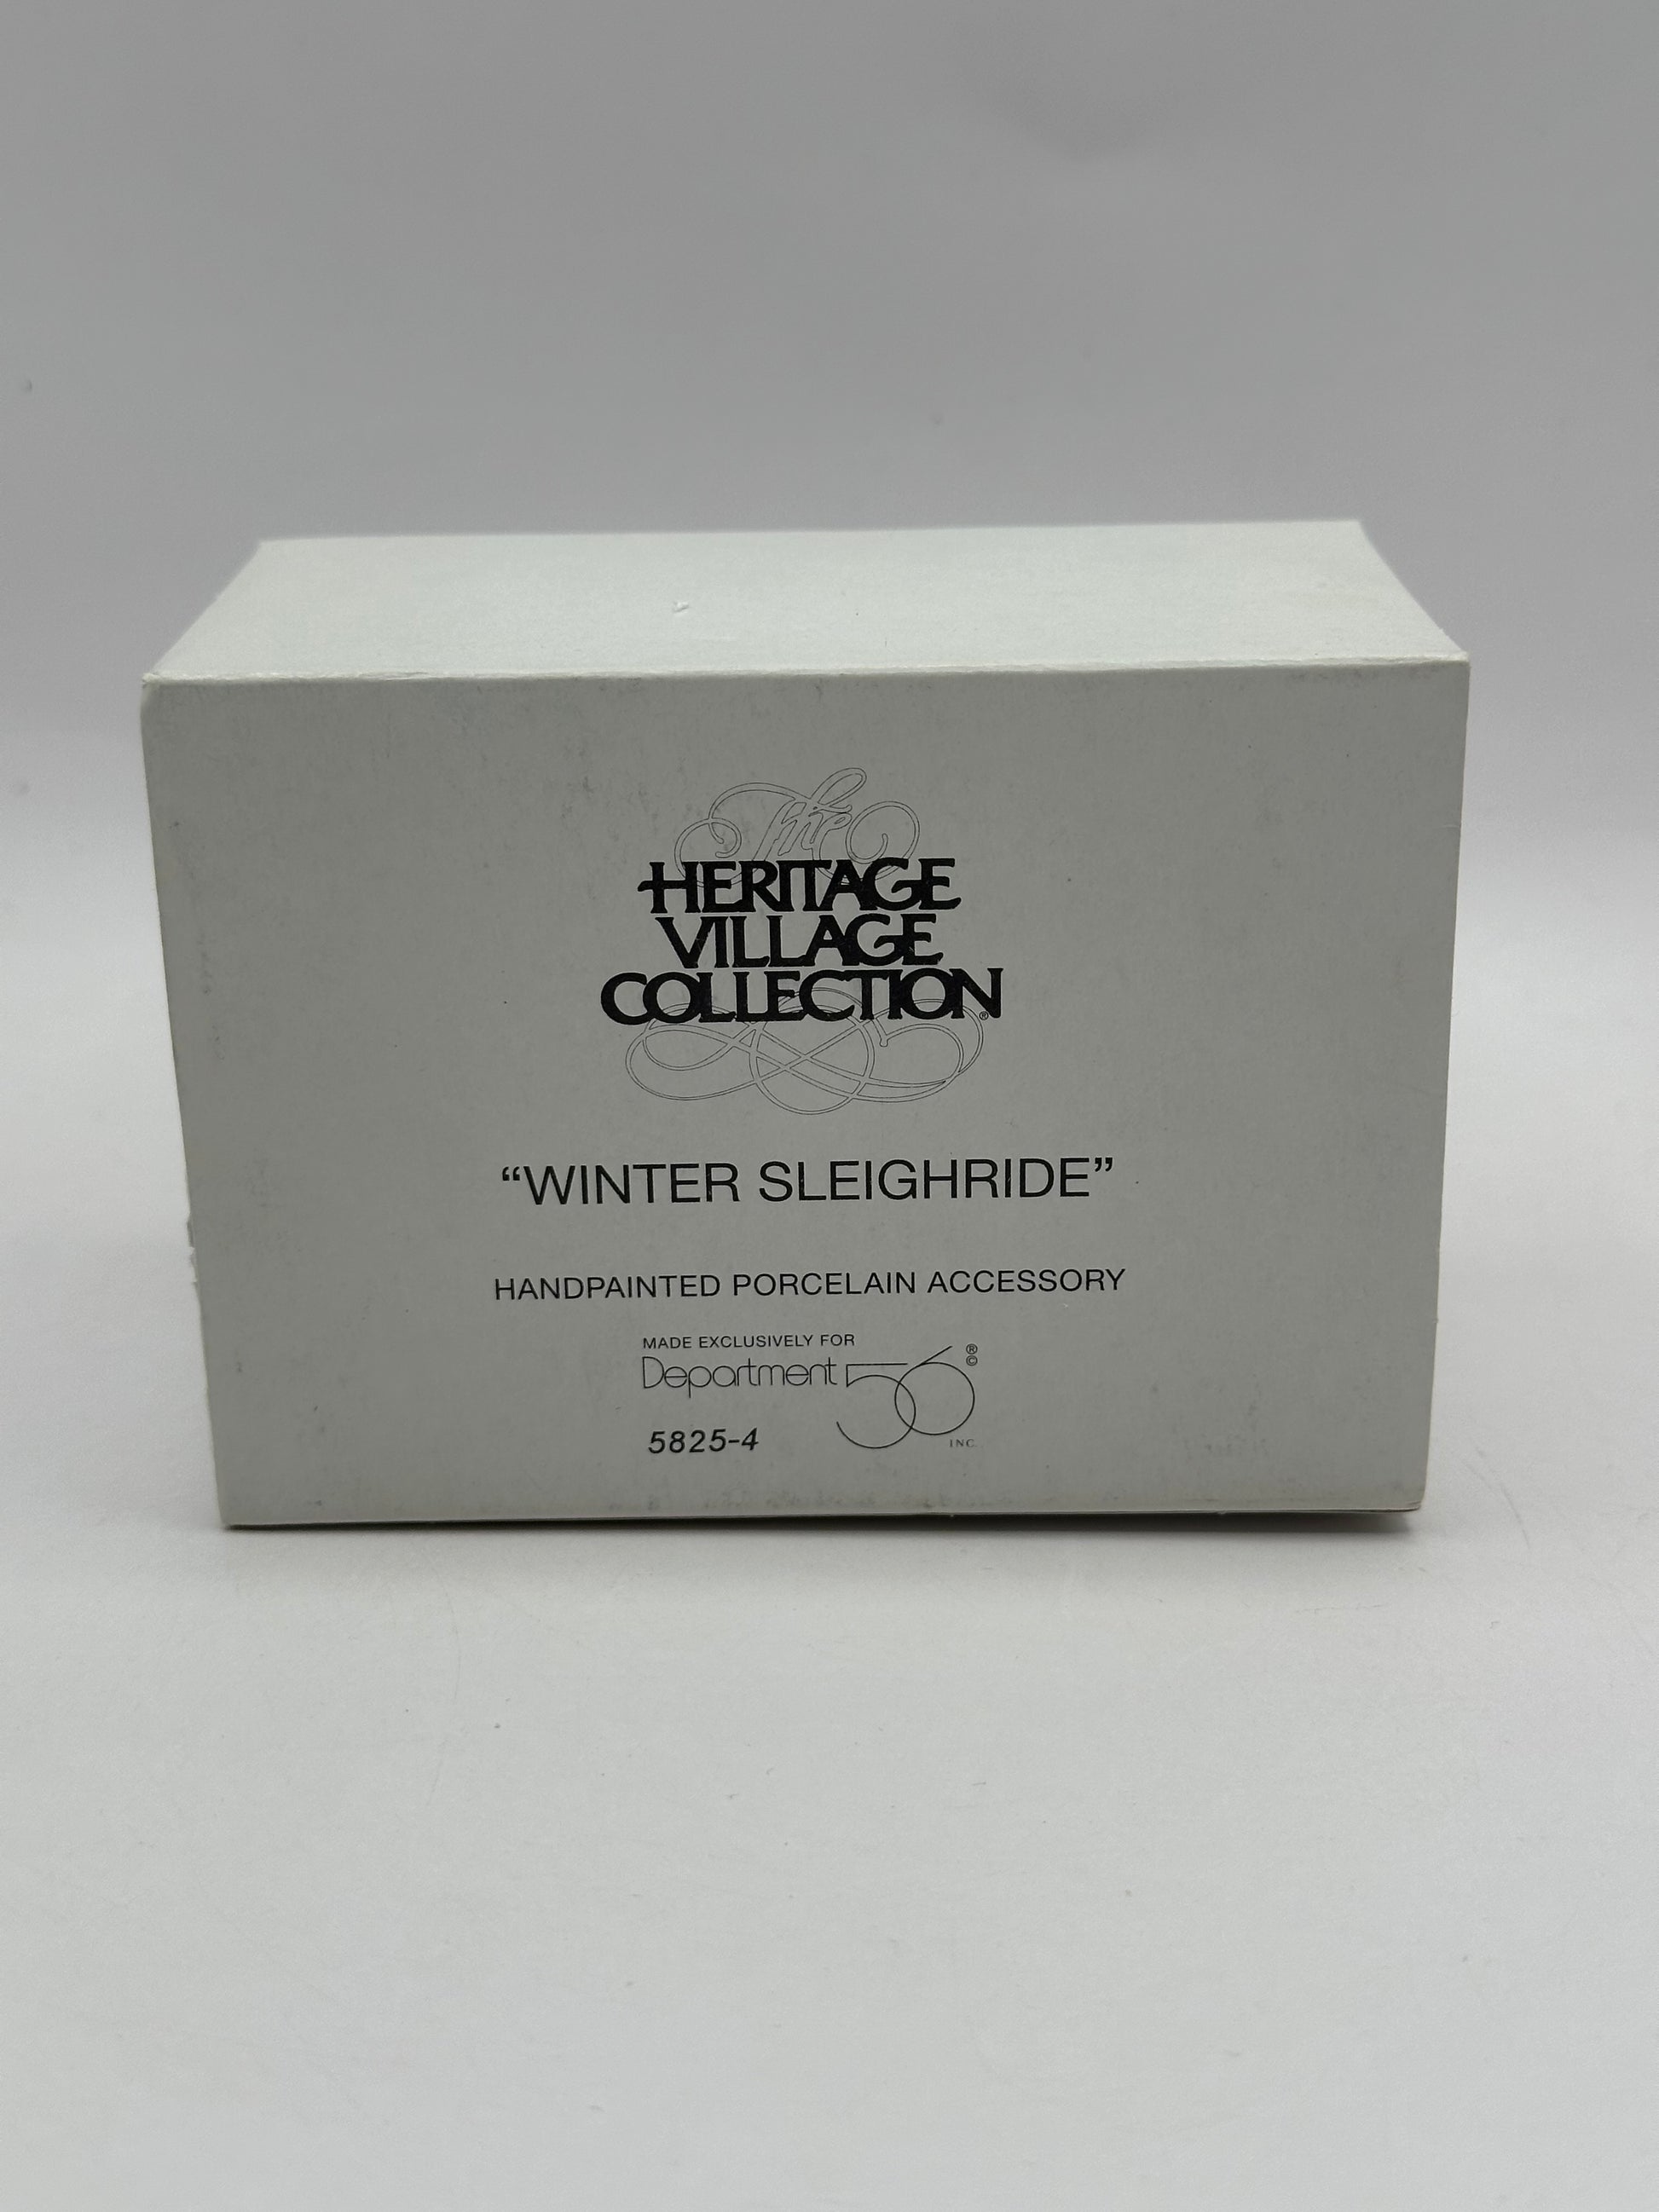 The
HERITAGE
VILLAGE
COLLECTION®
“WINTER SLEIGHRIDE”
HANDPAINTED PORCELAIN ACCESSORY
MADE EXCLUSIVELY FOR
Department 56 ® ©
INC.
5825-4